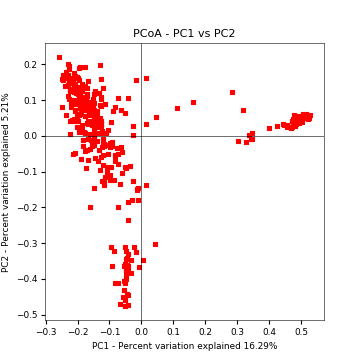 PCoA - PC1 vs PC2
PC2 - Percent variation explained 5.21%
0.2
0.1
0.0
−0.1
−0.2
−0.3
−0.4
−0.5
−0.3 −0.2 −0.1 0.0 0.1 0.2 0.3 0.4 0.5
PC1 - Percent variation explained 16.29%